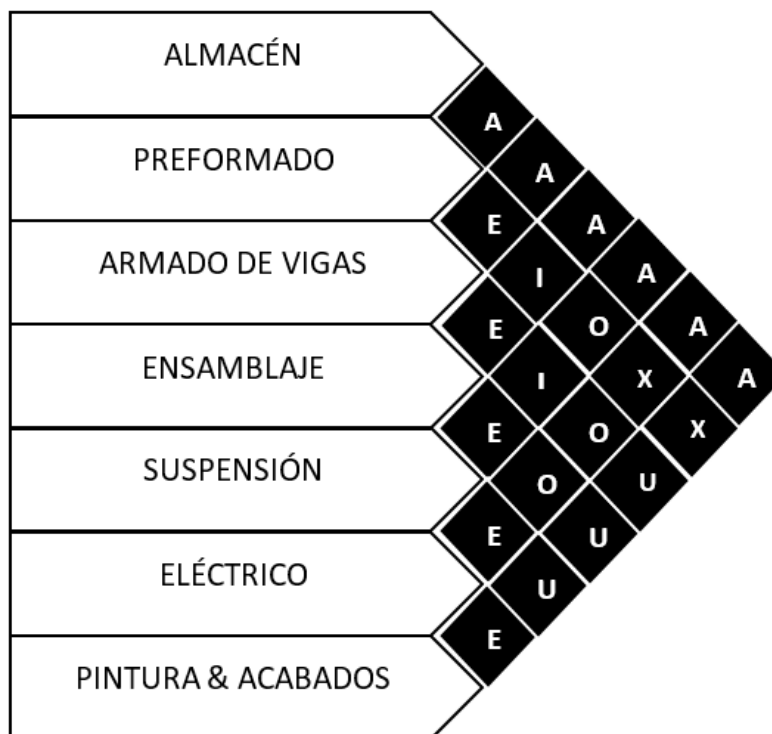 ALMACÉN
A
PREFORMADO
A
E A
ARMADO DE VIGAS
I A
E O A
ENSAMBLAJE
I X A
E O X
SUSPENSIÓN
O U
E U
ELÉCTRICO
U
E
PINTURA & ACABADOS